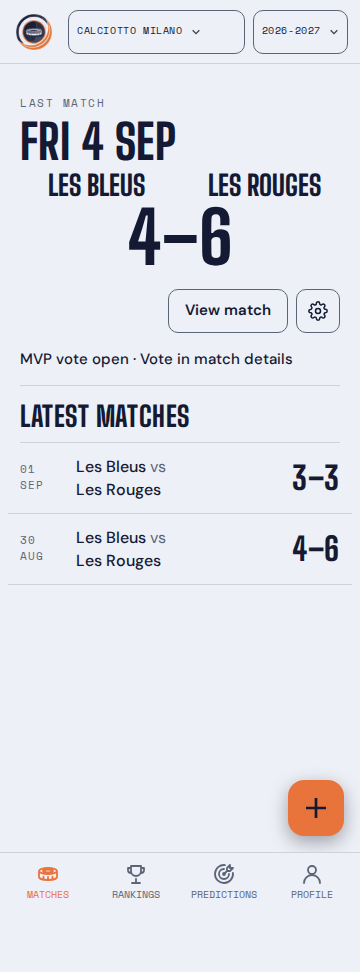 CALCIOTTO MILANO
2026-2027
LAST MATCH
FRI 4 SEP
LES BLEUS LES ROUGES
4–6
View match
MVP vote open · Vote in match details
LATEST MATCHES
01 SEP
Les Bleus vs
Les Rouges
3–3
30 AUG
Les Bleus vs
Les Rouges
4–6
MATCHES RANKINGS PREDICTIONS PROFILE